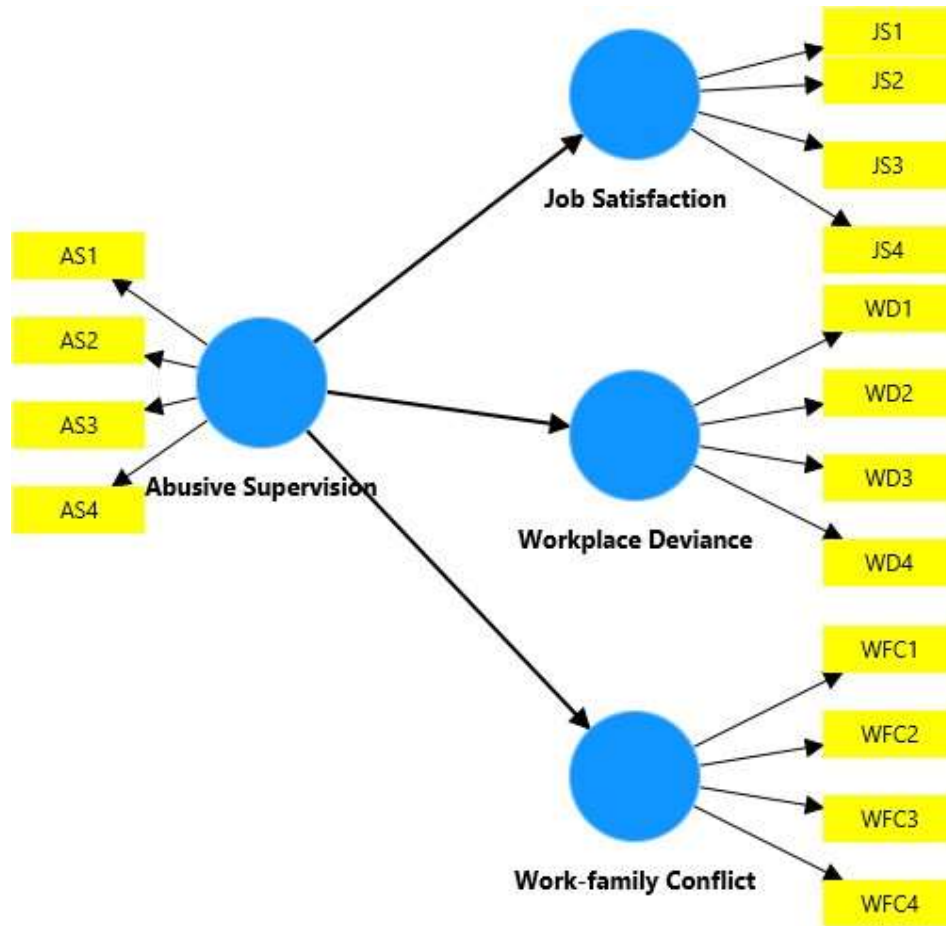 JS1
JS2
JS3
JS4
Job Satisfaction
AS1
AS2
AS3
AS4
Abusive Supervision
WD1
WD2
WD3
WD4
Workplace Deviance
WFC1
WFC2
WFC3
WFC4
Work-family Conflict